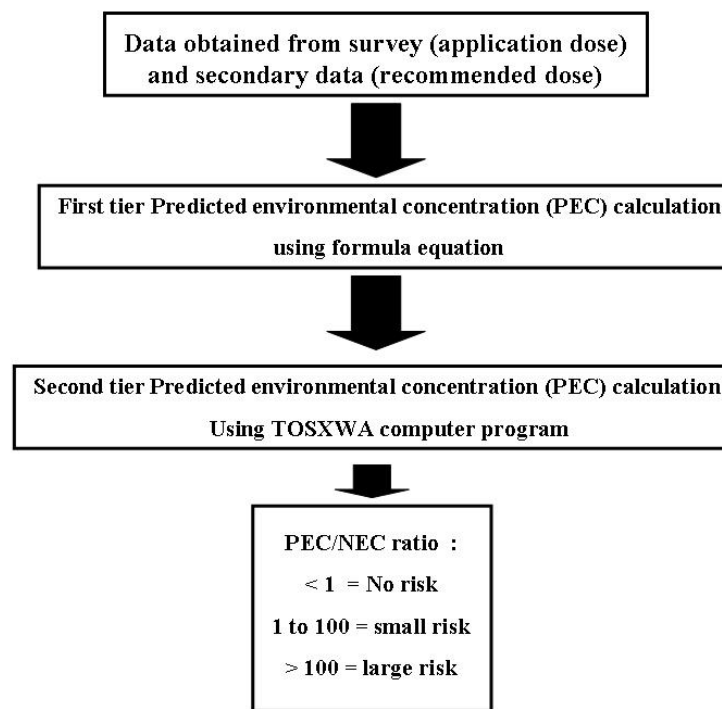 Data obtained from survey (application dose)
and secondary data (recommended dose)
First tier Predicted environmental concentration (PEC) calculation
using formula equation
Second tier Predicted environmental concentration (PEC) calculation
Using TOSXWA computer program
PEC/NEC ratio :
< 1 = No risk
1 to 100 = small risk
> 100 = large risk